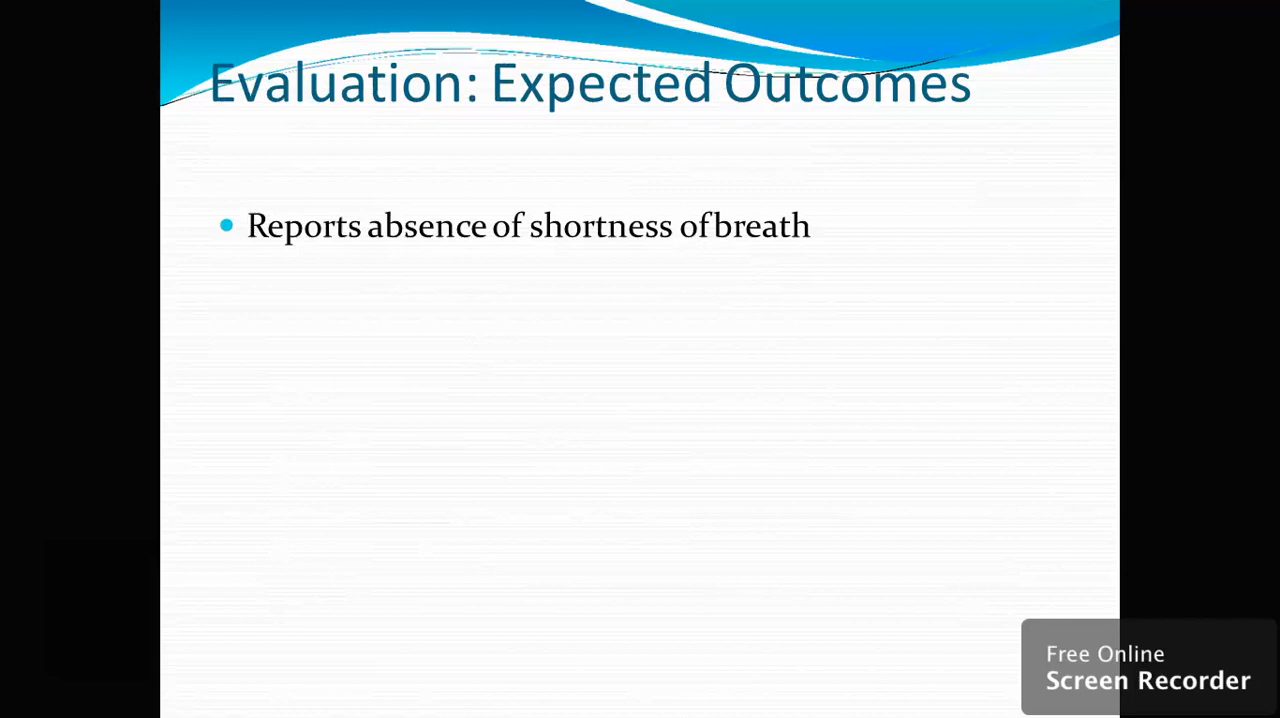 Evaluation: Expected Outcomes
Reports absence of shortness of breath
Free Online
Screen Recorder